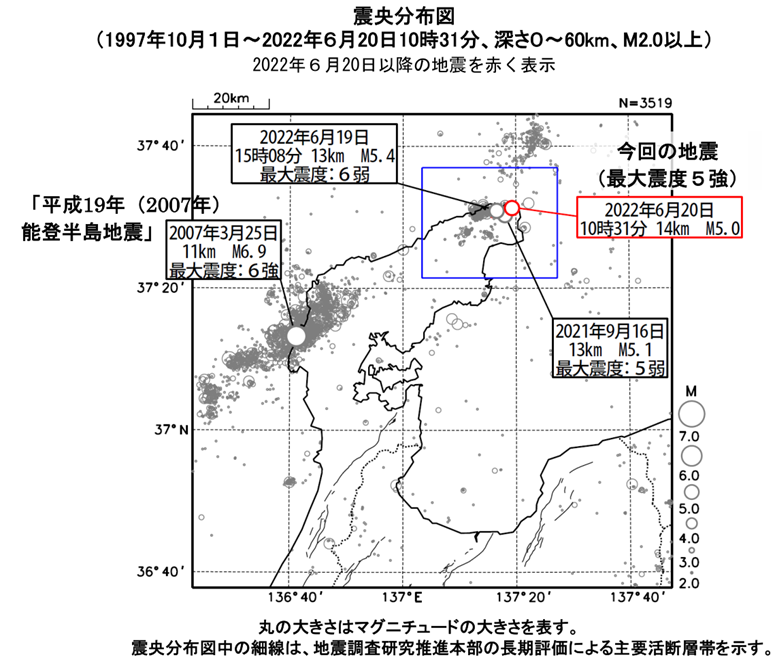 震央分布図
（1997年10月１日～2022年６月20日10時31分、深さ０～60km、M2.0以上）
2022年６月20日以降の地震を赤く表示
20km
N=3519
37°40′
2022年6月19日
15時08分 13km M5.4
最大震度：６弱
今回の地震
（最大震度５強）
2022年6月20日
10時31分 14km M5.0
「平成19年（2007年）
能登半島地震」
2007年3月25日
11km M6.9
最大震度：６強
37°20′
2021年9月16日
13km M5.1
最大震度：５弱
37°N
M
7.0
6.0
5.0
4.0
3.0
2.0
36°40′
136°40′
137°E
137°20′
137°40′
丸の大きさはマグニチュードの大きさを表す。
震央分布図中の細線は、地震調査研究推進本部の長期評価による主要活断層帯を示す。